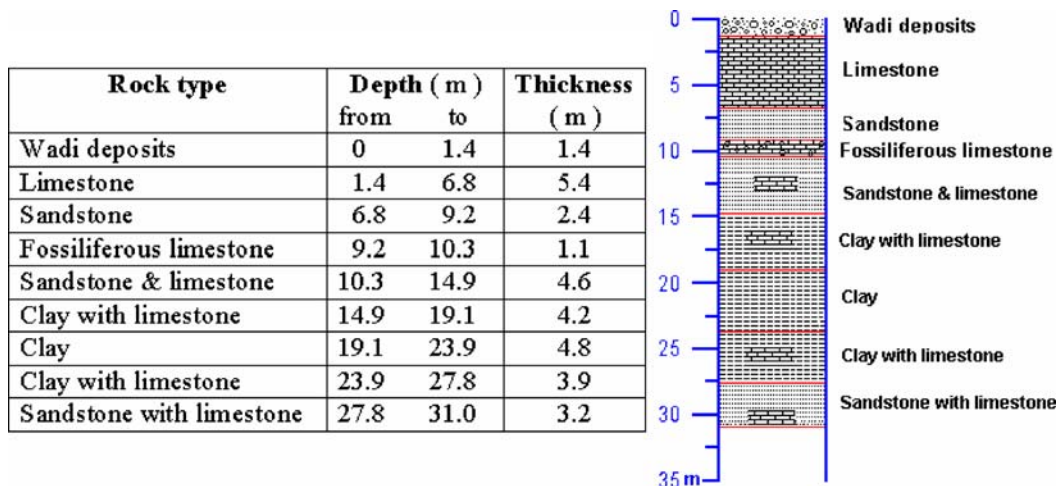 Rock type Depth ( m ) Thickness
from to ( m )
Wadi deposits 0 1.4 1.4
Limestone 1.4 6.8 5.4
Sandstone 6.8 9.2 2.4
Fossiliferous limestone 9.2 10.3 1.1
Sandstone & limestone 10.3 14.9 4.6
Clay with limestone 14.9 19.1 4.2
Clay 19.1 23.9 4.8
Clay with limestone 23.9 27.8 3.9
Sandstone with limestone 27.8 31.0 3.2
0 Wadi deposits
Limestone
5
Sandstone
10 Fossiliferous limestone
Sandstone & limestone
15
Clay with limestone
20
Clay
25 Clay with limestone
Sandstone with limestone
30
35 m